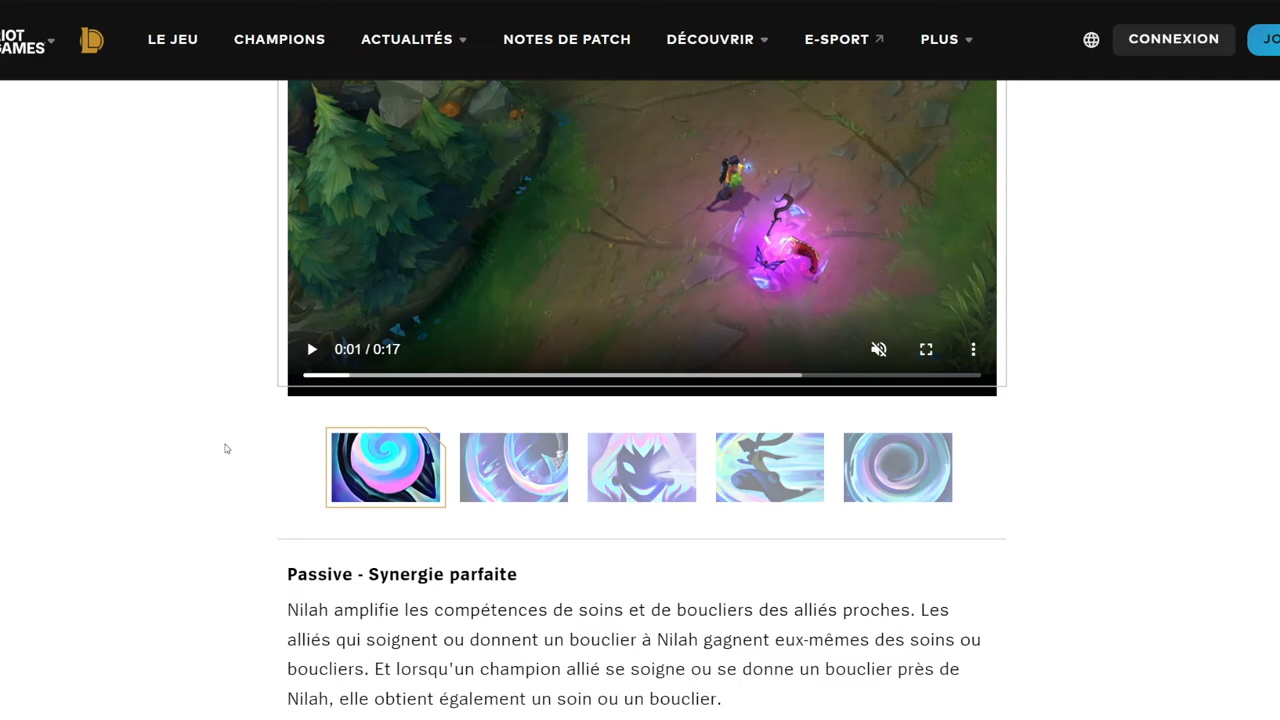 IOT
GAMES
LE JEU CHAMPIONS ACTUALITÉS NOTES DE PATCH DÉCOUVRIR E-SPORT PLUS CONNEXION JO
0:01 / 0:17
Passive - Synergie parfaite
Nilah amplifie les compétences de soins et de boucliers des alliés proches. Les
alliés qui soignent ou donnent un bouclier à Nilah gagnent eux-mêmes des soins ou
boucliers. Et lorsqu'un champion allié se soigne ou se donne un bouclier près de
Nilah, elle obtient également un soin ou un bouclier.